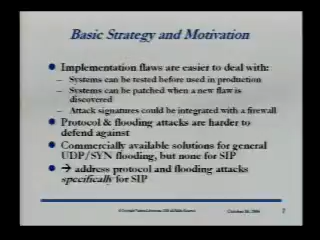 Basic Strategy and Motivation
Implementation flaws are easier to deal with:
– Systems can be tested before used in production
– Systems can be patched when a new flaw is
discovered
– Attack signatures could be integrated with a firewall
Protocol & flooding attacks are harder to
defend against
Commercially available solutions for general
UDP/SYN flooding, but none for SIP
→ address protocol and flooding attacks
specifically for SIP
2